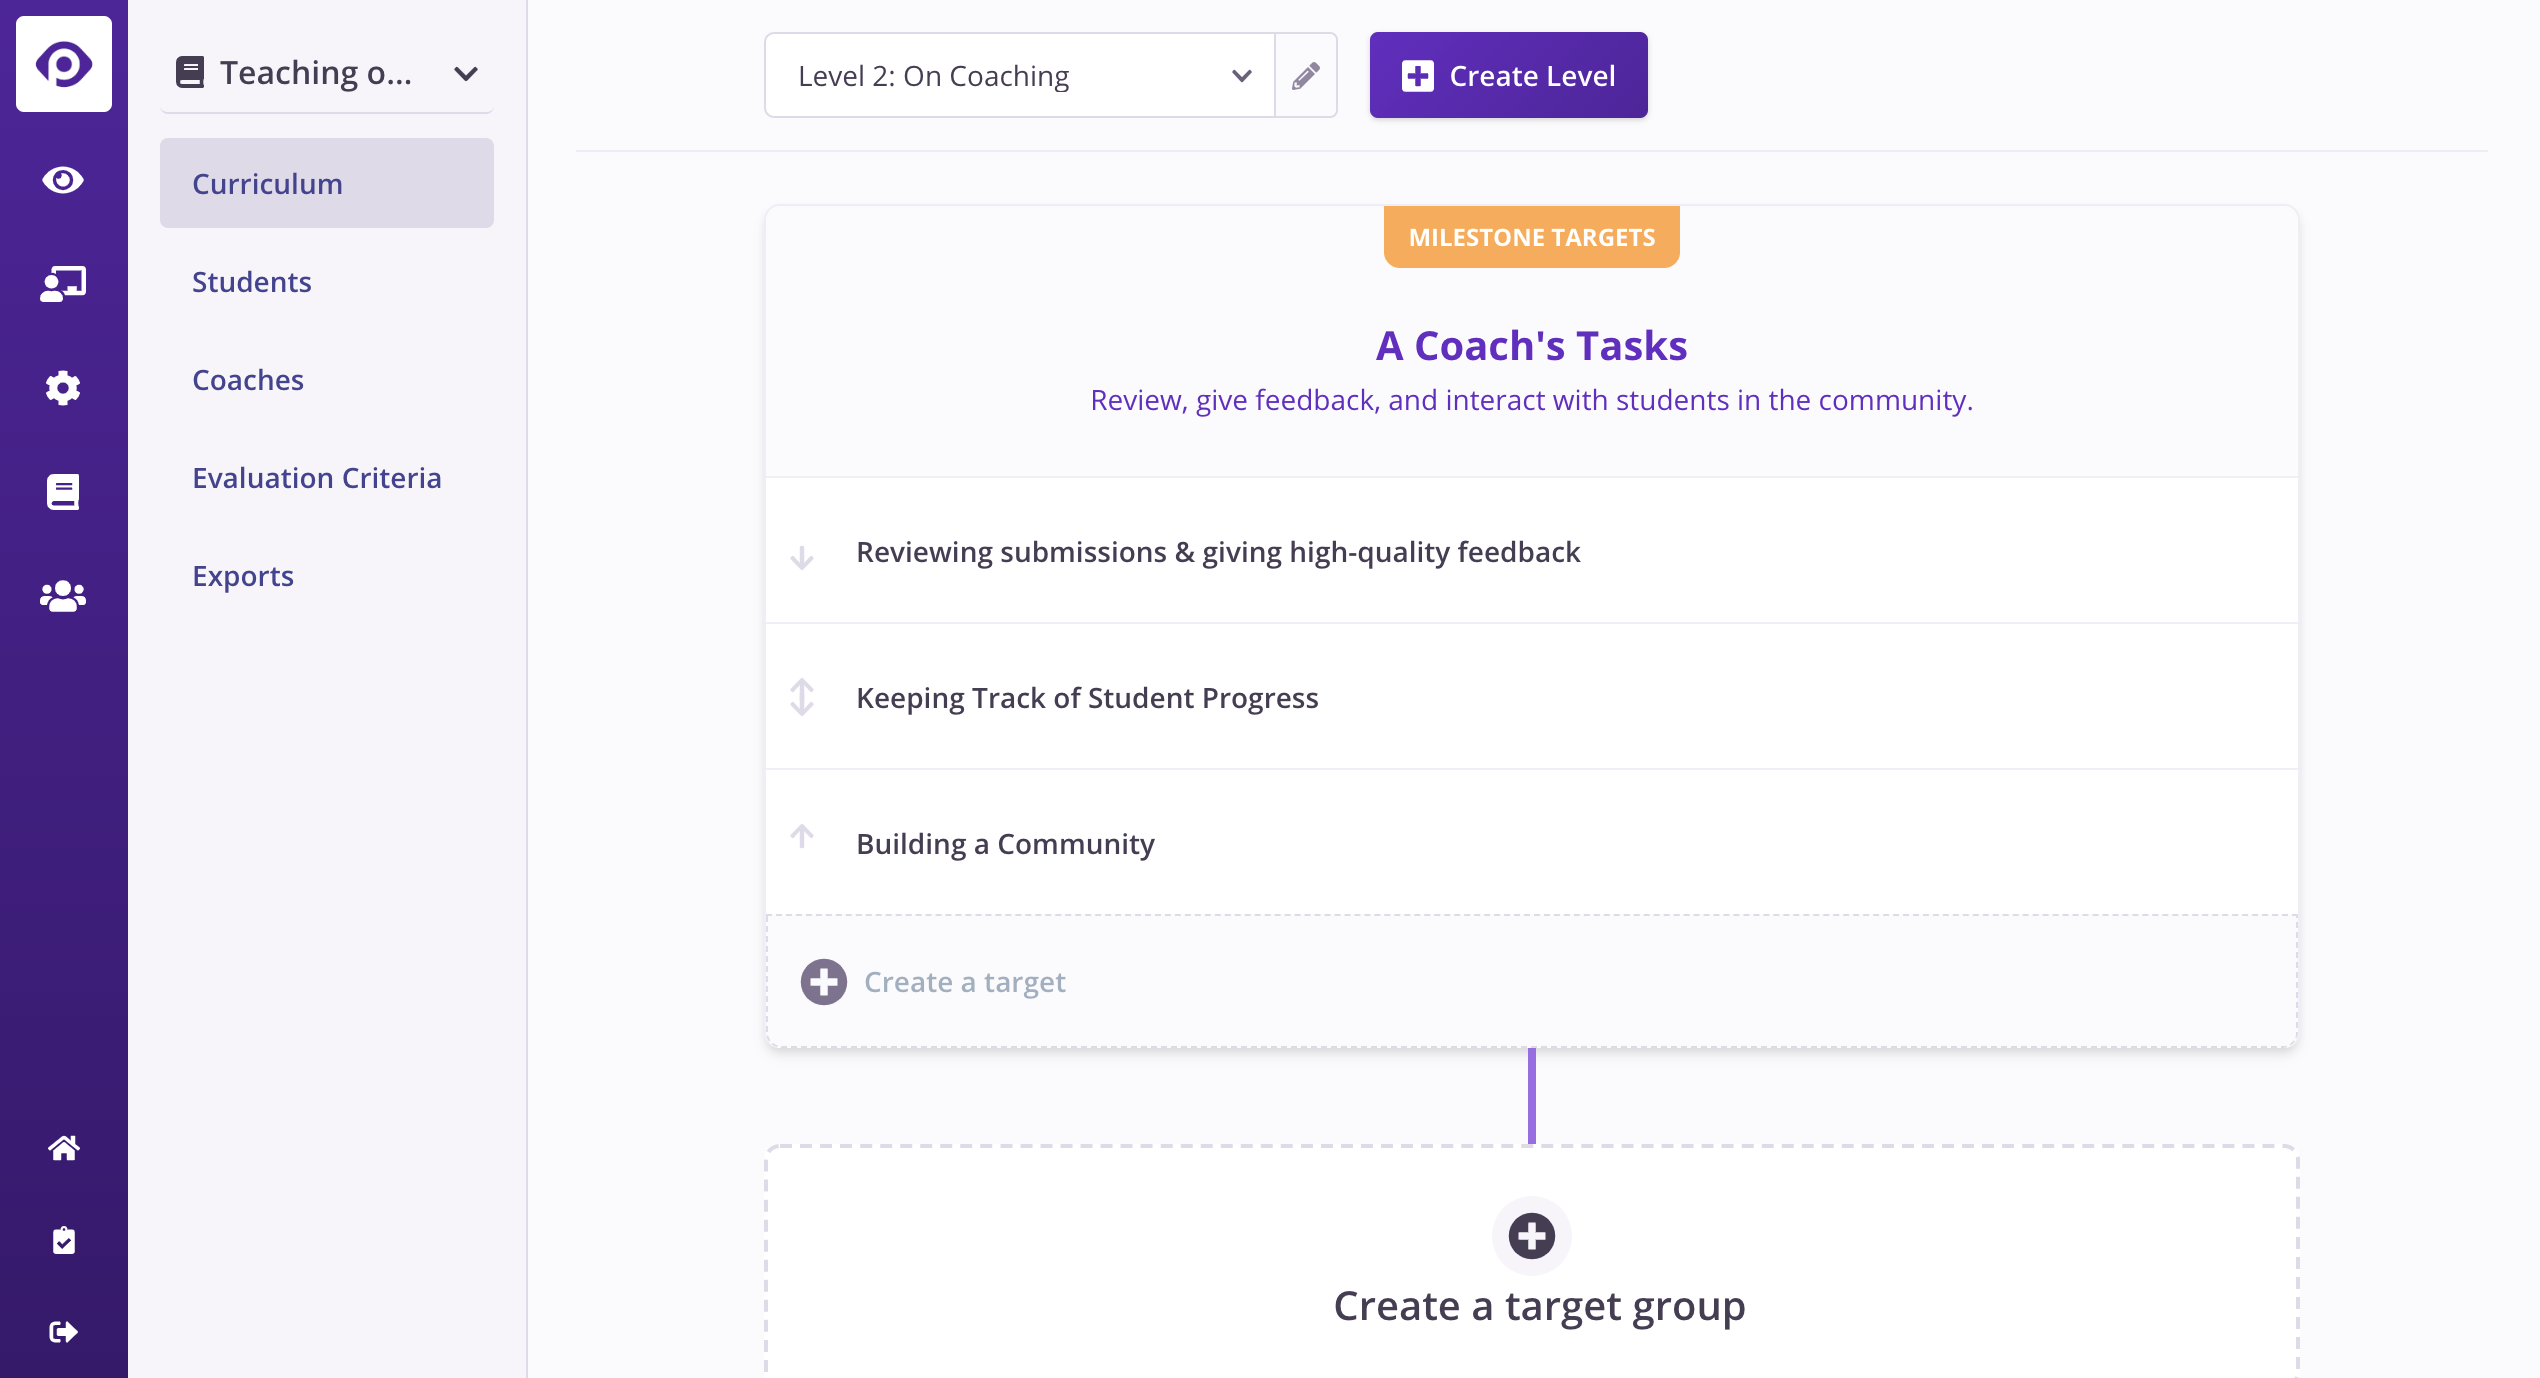 Teaching o...
Curriculum
Students
Coaches
Evaluation Criteria
Exports
Level 2: On Coaching
Create Level
MILESTONE TARGETS
A Coach's Tasks
Review, give feedback, and interact with students in the community.
Reviewing submissions & giving high-quality feedback
Keeping Track of Student Progress
Building a Community
Create a target
Create a target group